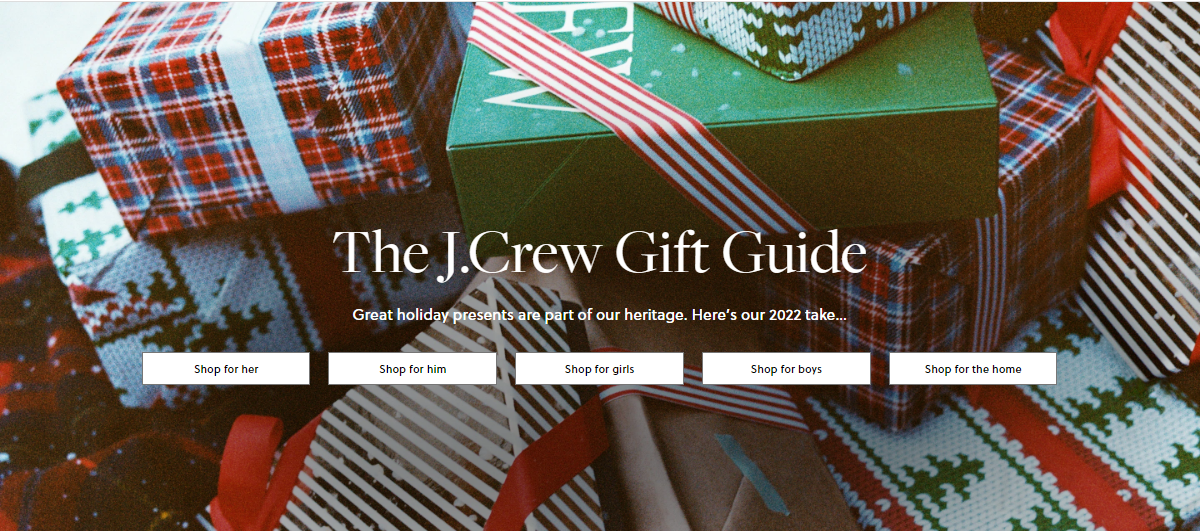 The J.Crew Gift Guide
Great holiday presents are part of our heritage. Here's our 2022 take...
Shop for her
Shop for him
Shop for girls
Shop for boys
Shop for the home